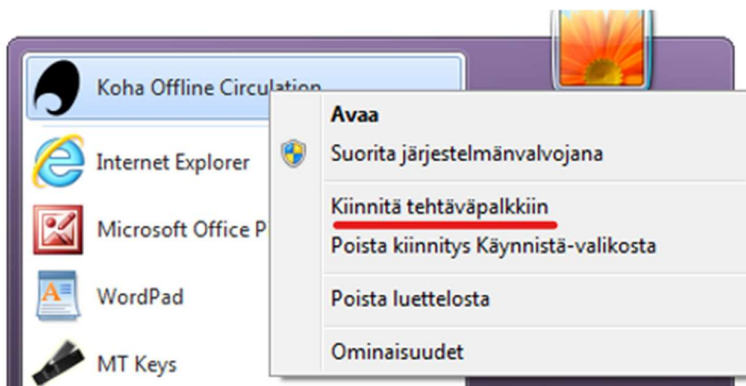 Koha Offline Circulation
Avaa
Internet Explorer
Suorita järjestelmänvalvojana
Kiinnitä tehtäväpalkkiin
Microsoft Office P
Poista kiinnitys Käynnistä-valikosta
WordPad
Poista luettelosta
MT Keys
Ominaisuudet